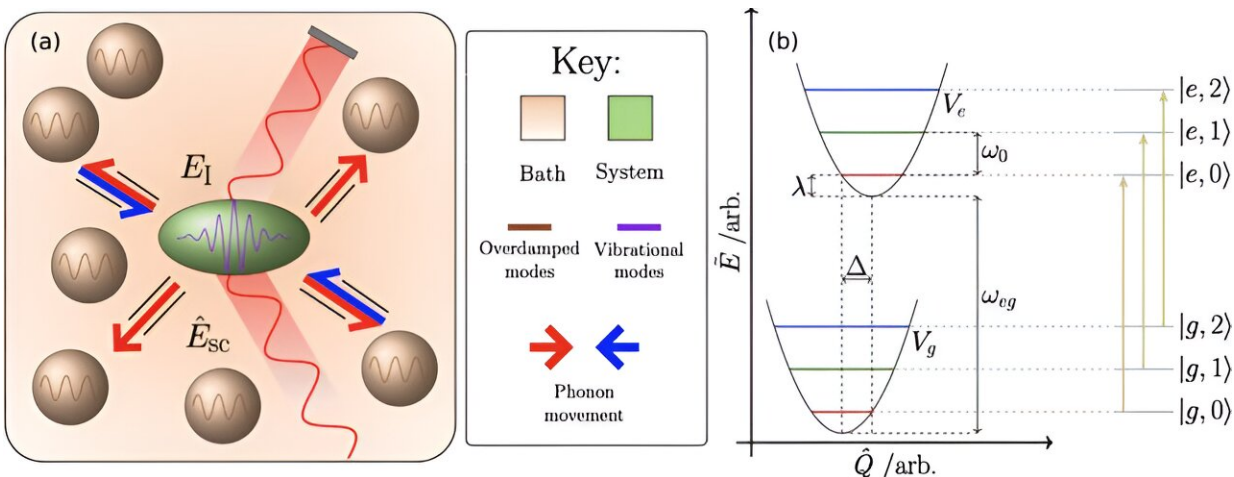 (a)
E_I
Ê_sc
Key:
Bath System
Overdamped modes
Vibrational modes
Phonon movement
(b)
Ẽ /arb.
Q̂ /arb.
V_e
V_g
ω_0
λ
Δ
ω_eg
|e, 2⟩
|e, 1⟩
|e, 0⟩
|g, 2⟩
|g, 1⟩
|g, 0⟩